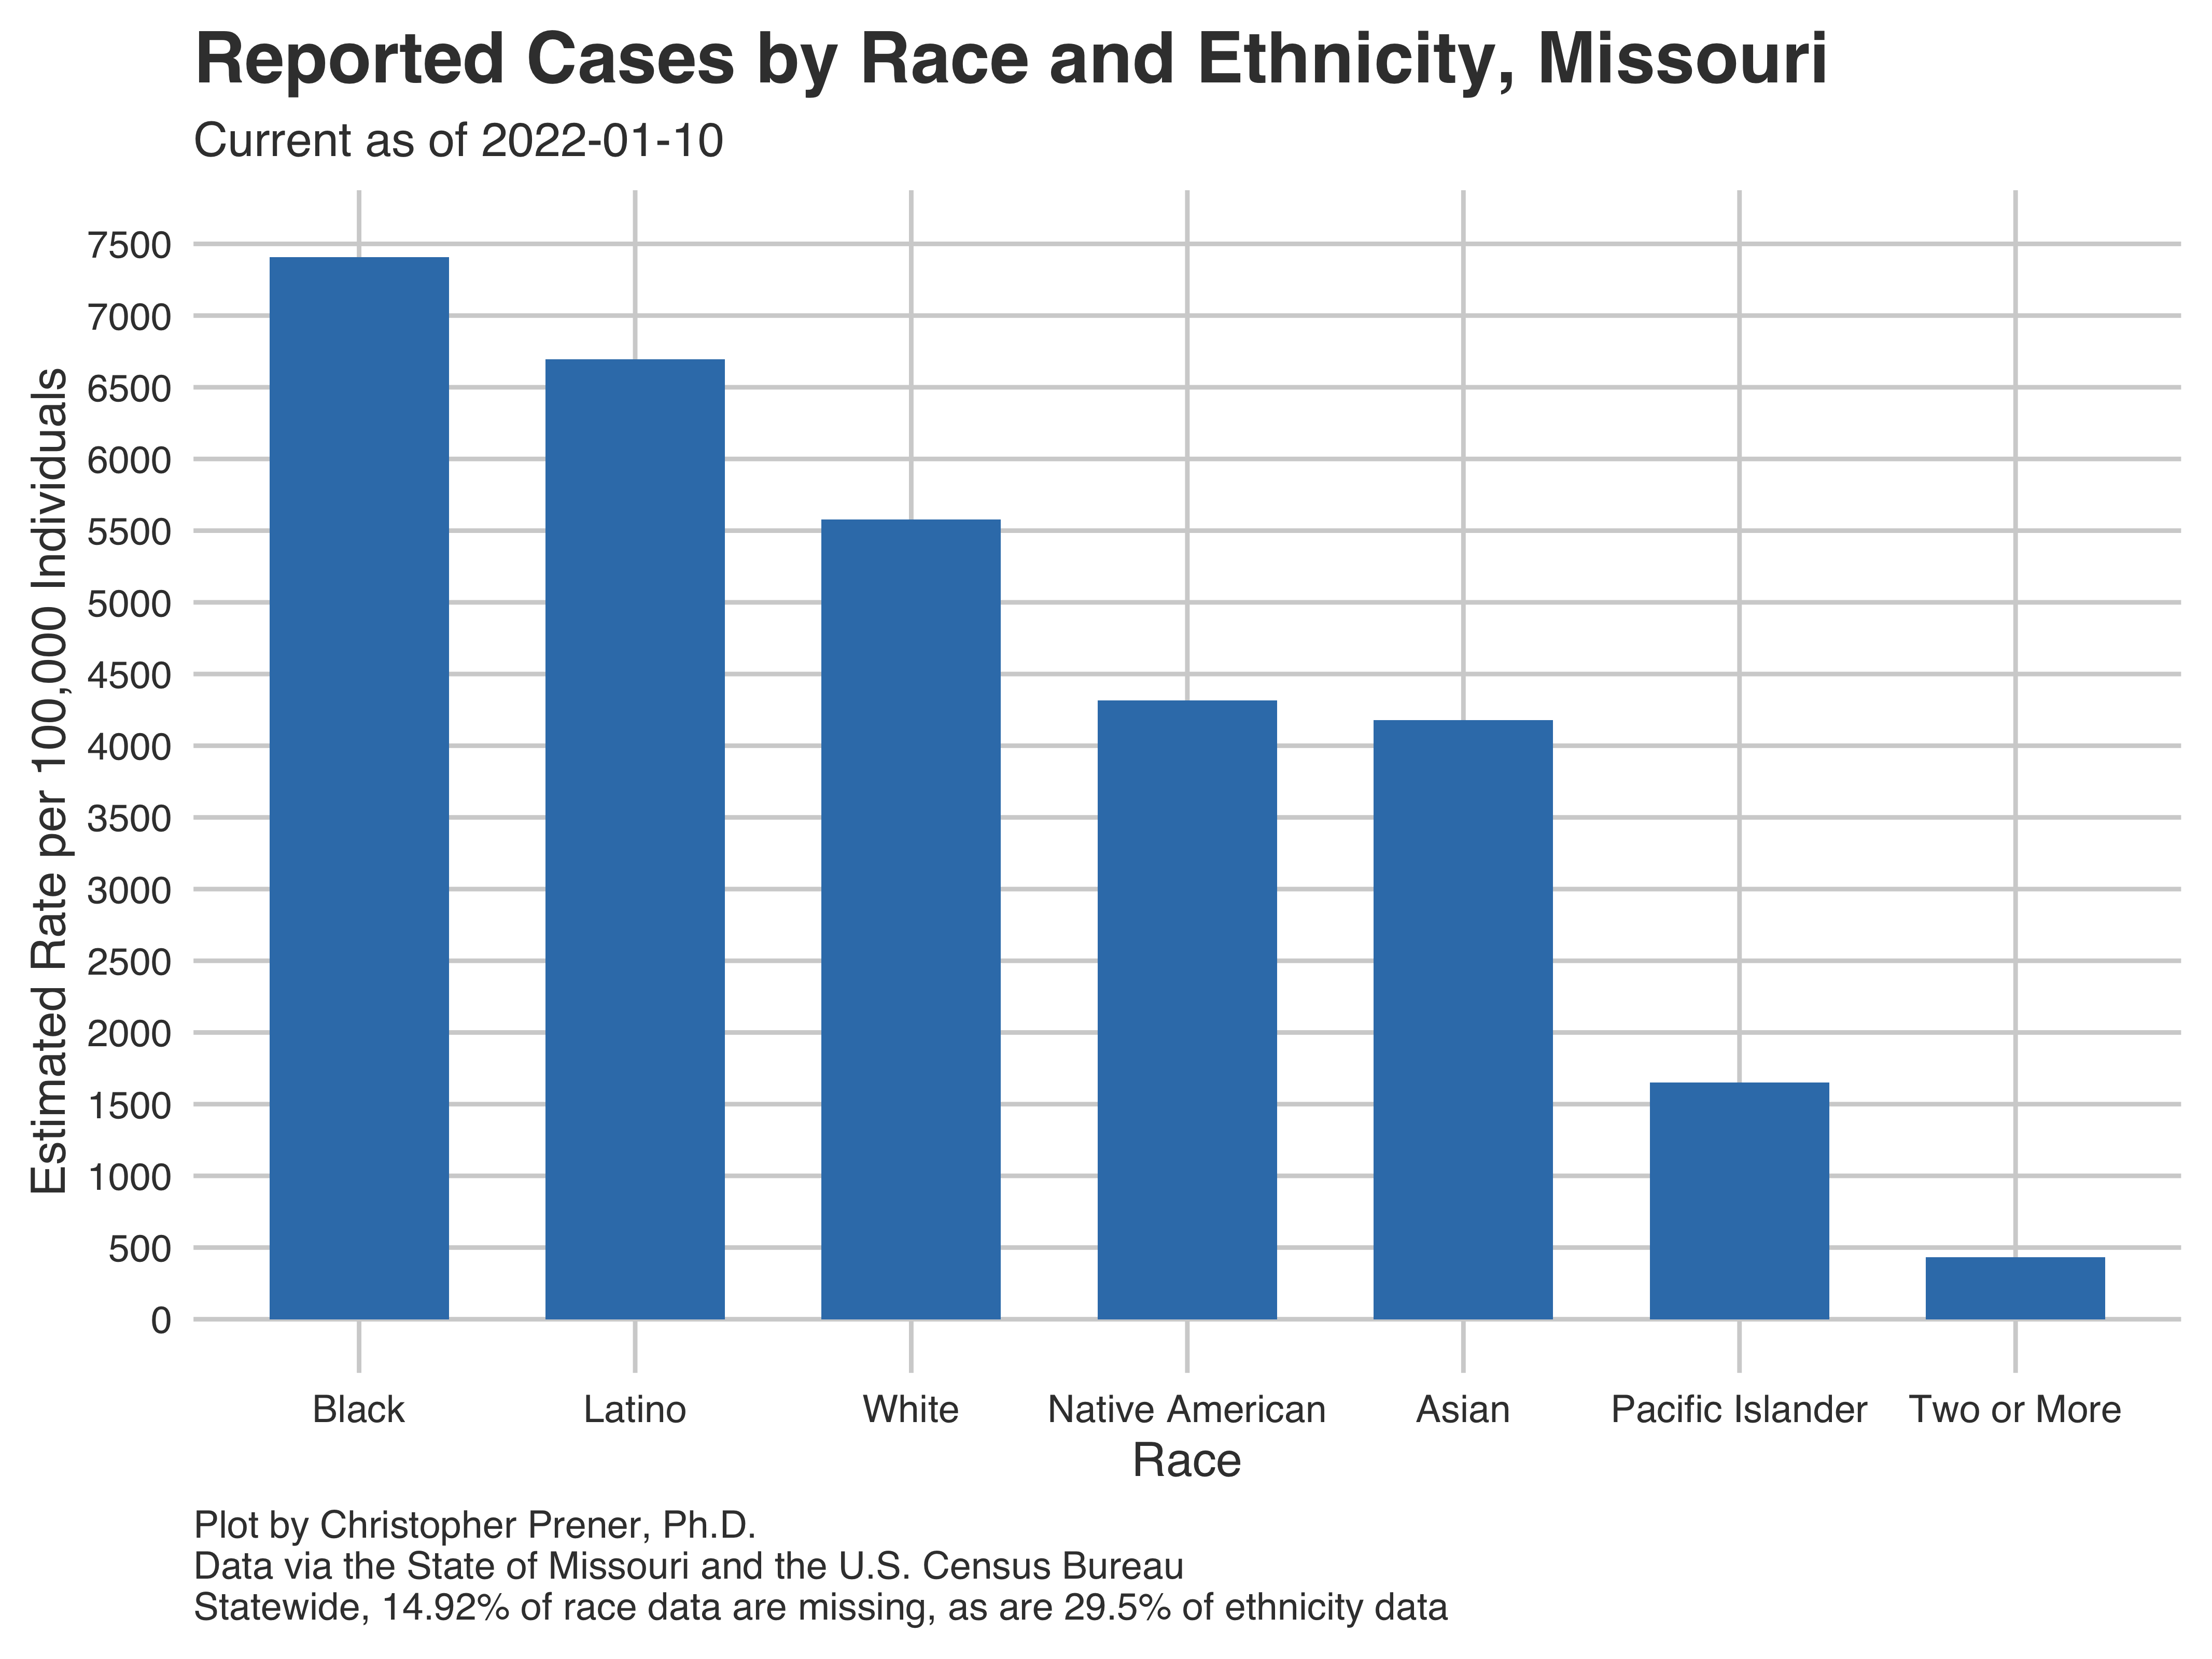 Reported Cases by Race and Ethnicity, Missouri
Current as of 2022-01-10
Estimated Rate per 100,000 Individuals
7500
7000
6500
6000
5500
5000
4500
4000
3500
3000
2500
2000
1500
1000
500
0
Black Latino White Native American Asian Pacific Islander Two or More
Race
Plot by Christopher Prener, Ph.D.
Data via the State of Missouri and the U.S. Census Bureau
Statewide, 14.92% of race data are missing, as are 29.5% of ethnicity data